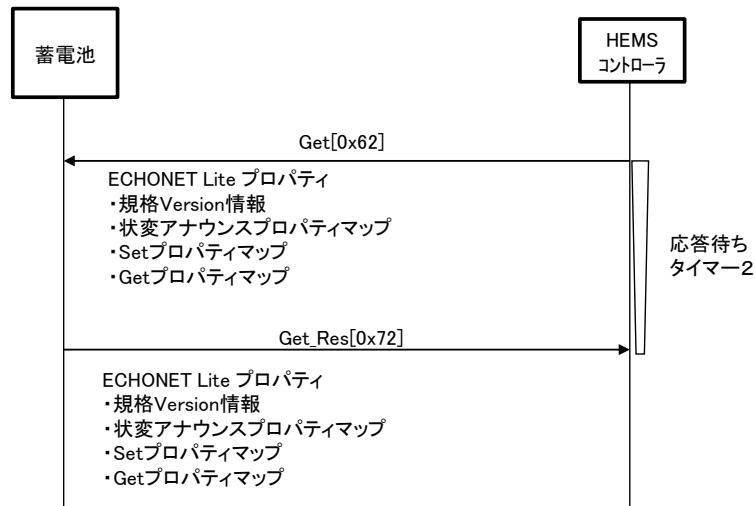 蓄電池
HEMS
コントローラ
Get[0x62]
ECHONET Lite プロパティ
・規格Version情報
・状変アナウンスプロパティマップ
・Setプロパティマップ
・Getプロパティマップ
応答待ち
タイマー２
Get_Res[0x72]
ECHONET Lite プロパティ
・規格Version情報
・状変アナウンスプロパティマップ
・Setプロパティマップ
・Getプロパティマップ